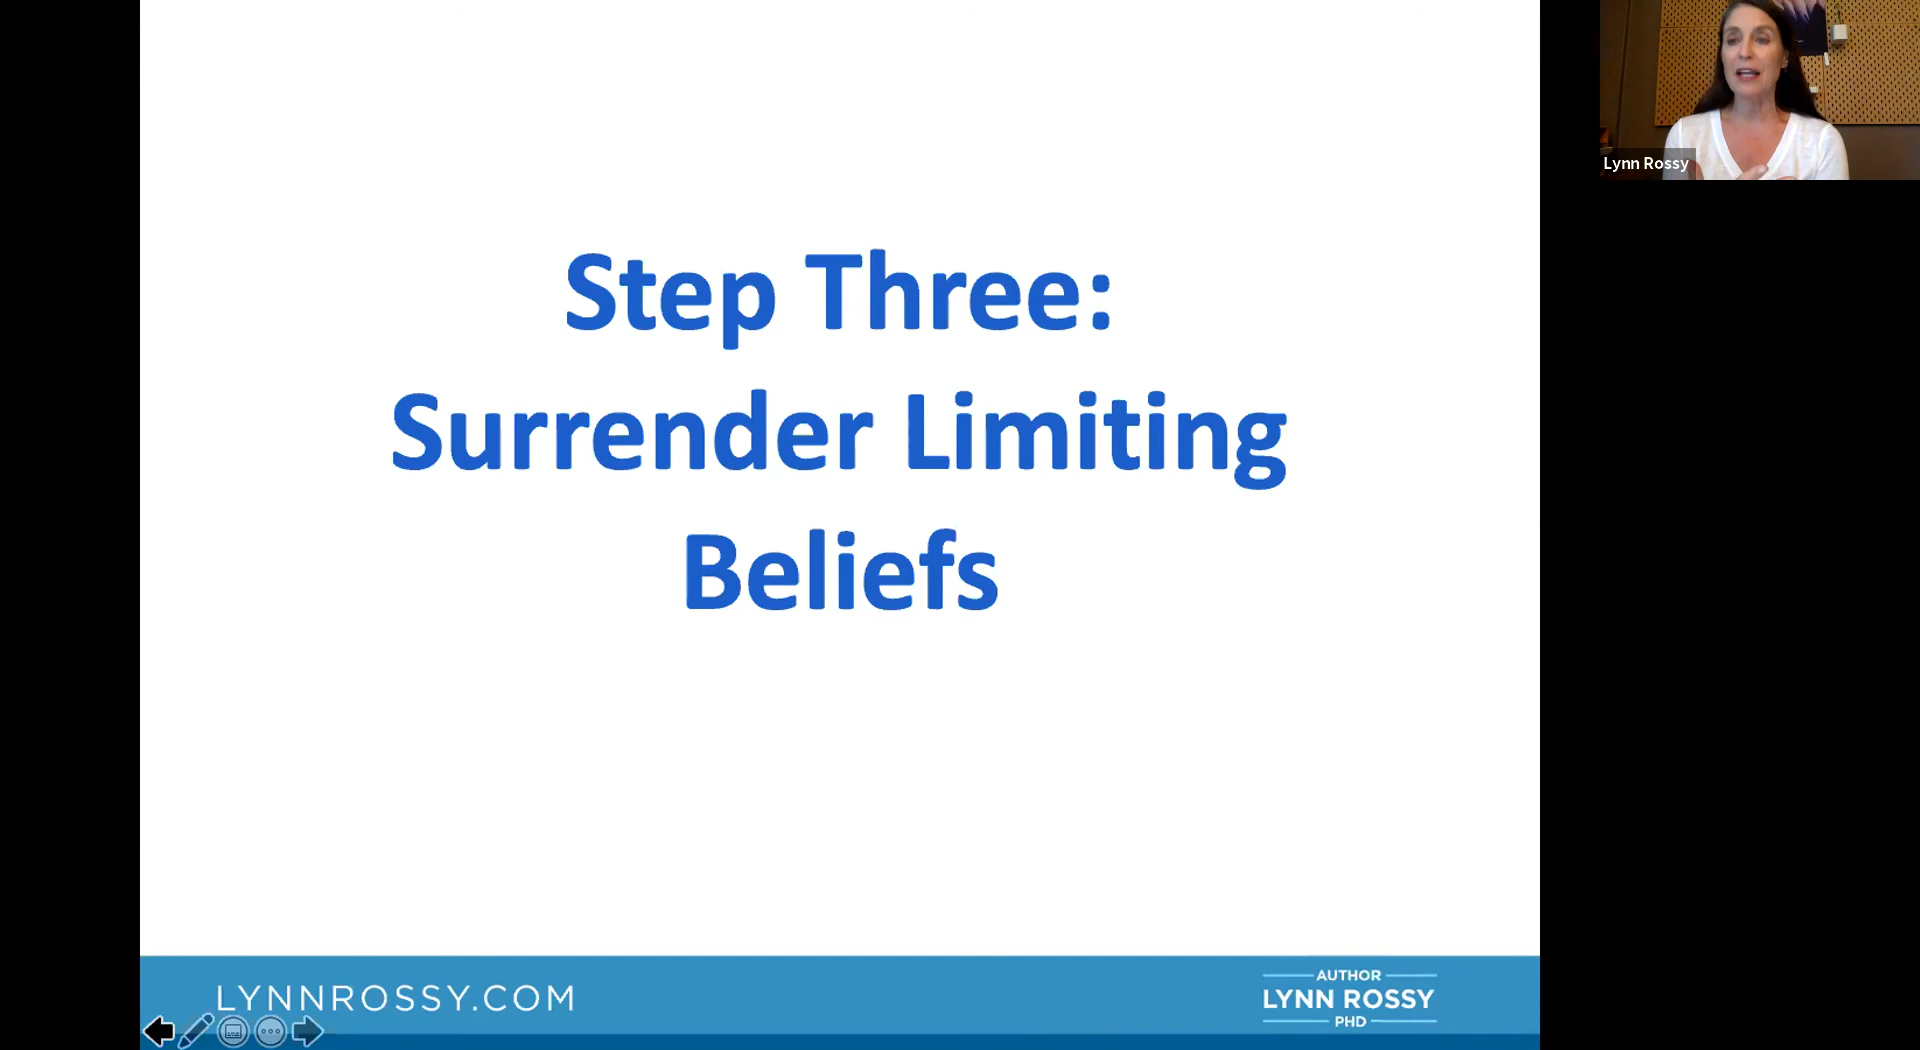 Step Three:
Surrender Limiting
Beliefs
Lynn Rossy
LYNNROSSY.COM
AUTHOR
LYNN ROSSY
PHD